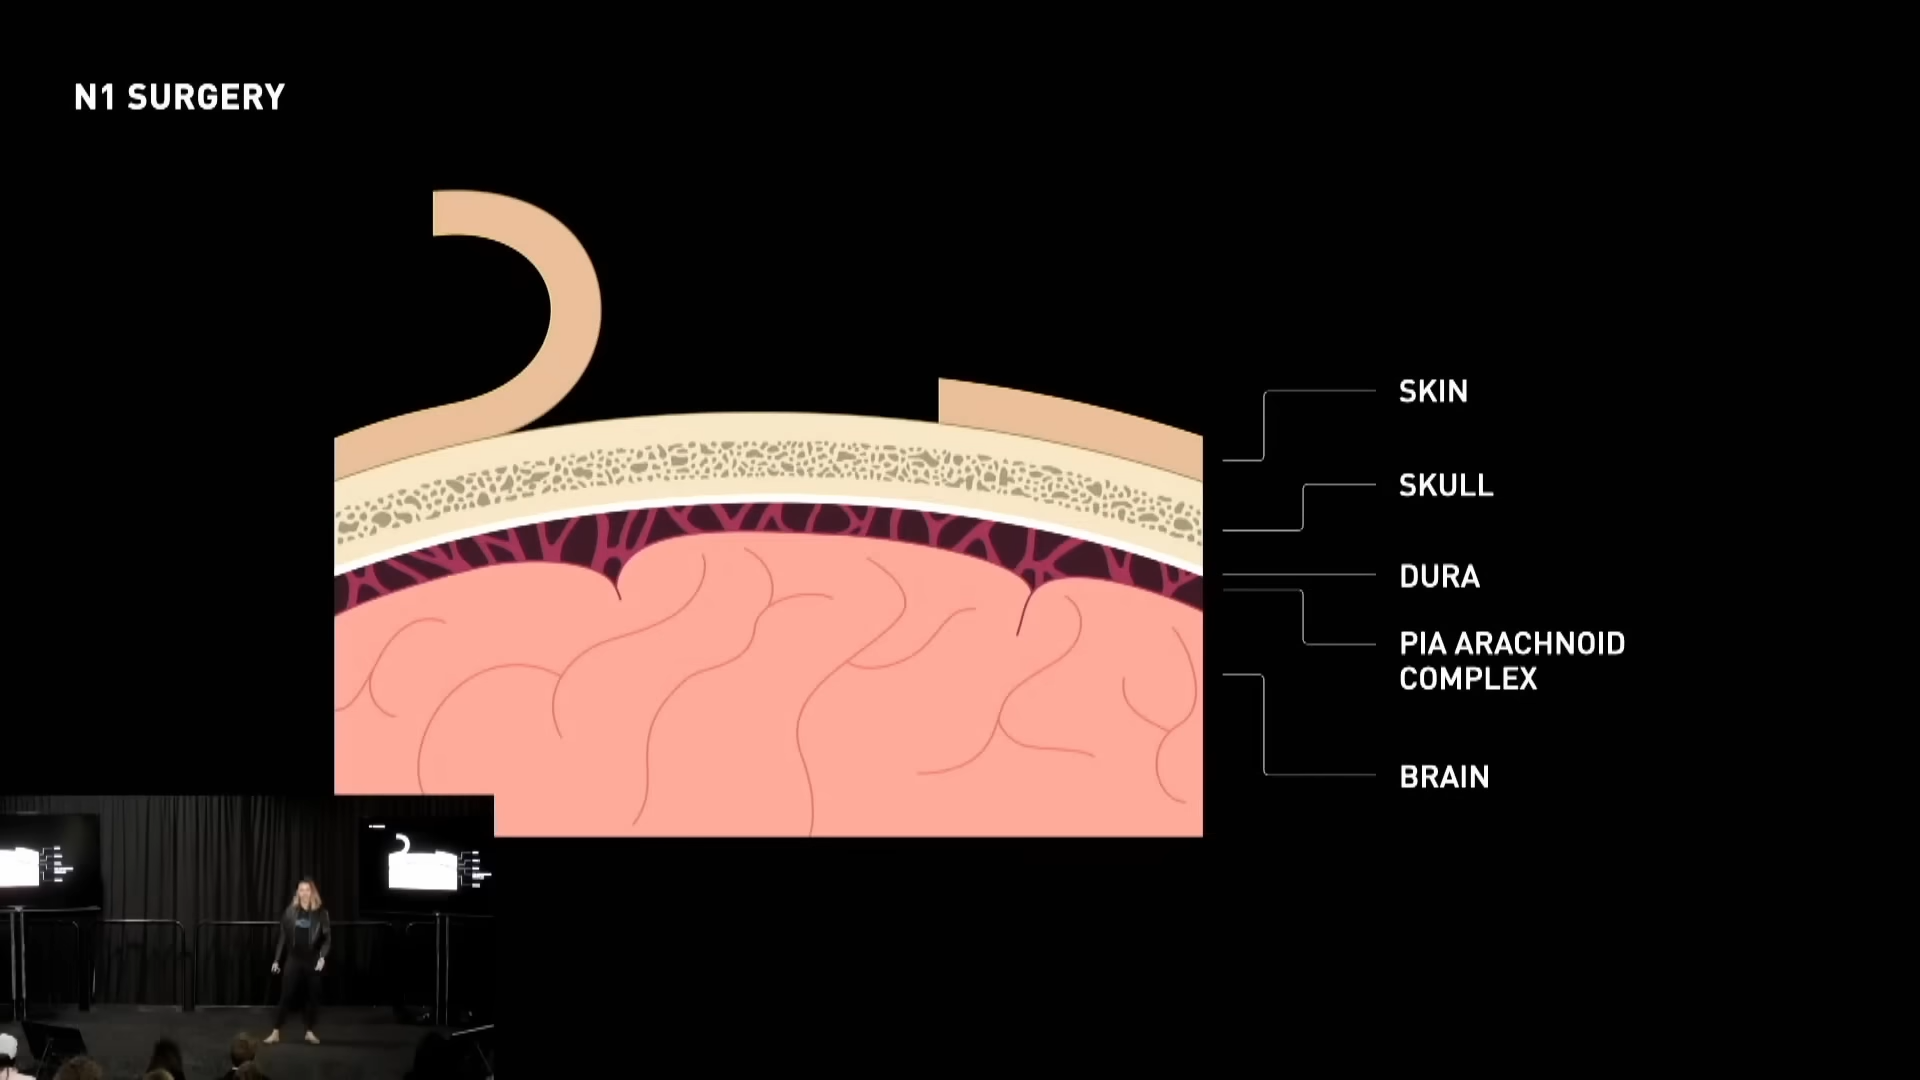 N1 SURGERY
SKIN
SKULL
DURA
PIA ARACHNOID
COMPLEX
BRAIN